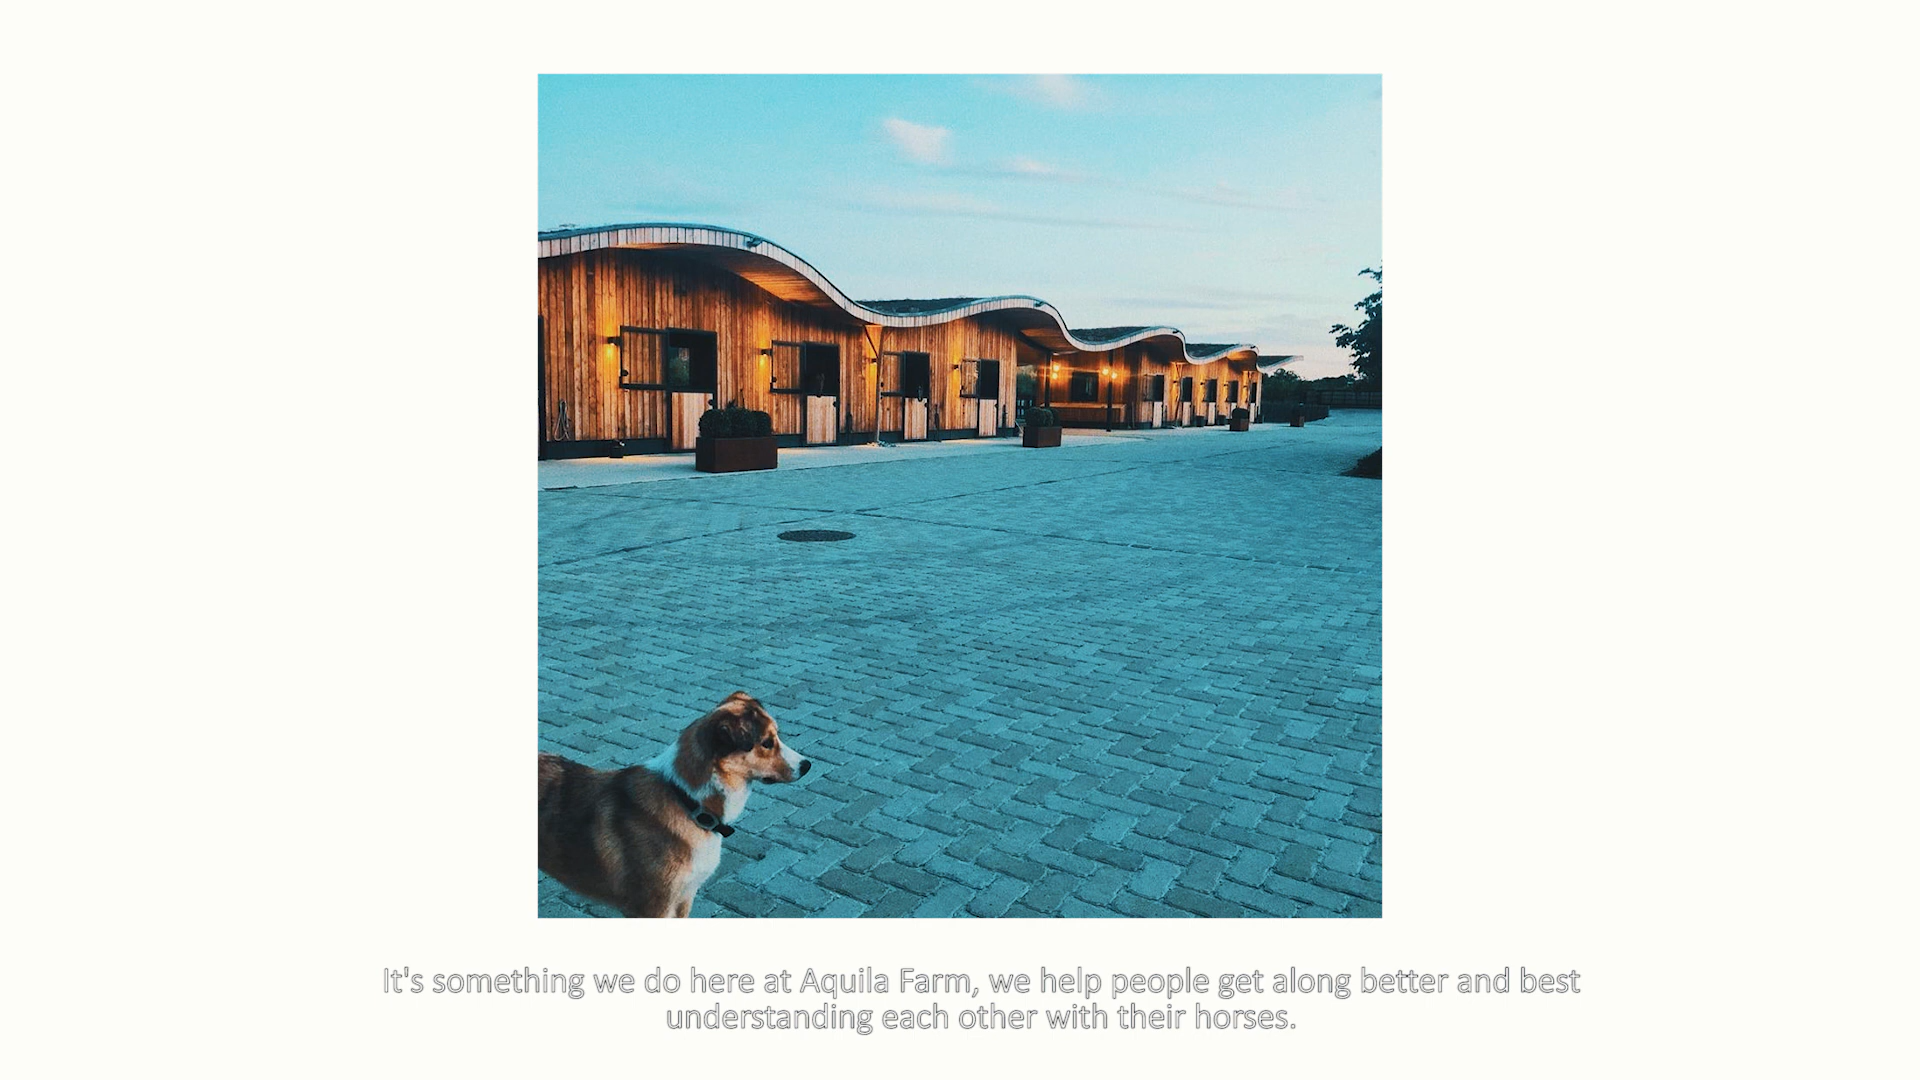 It's something we do here at Aquila Farm, we help people get along better and best
understanding each other with their horses.